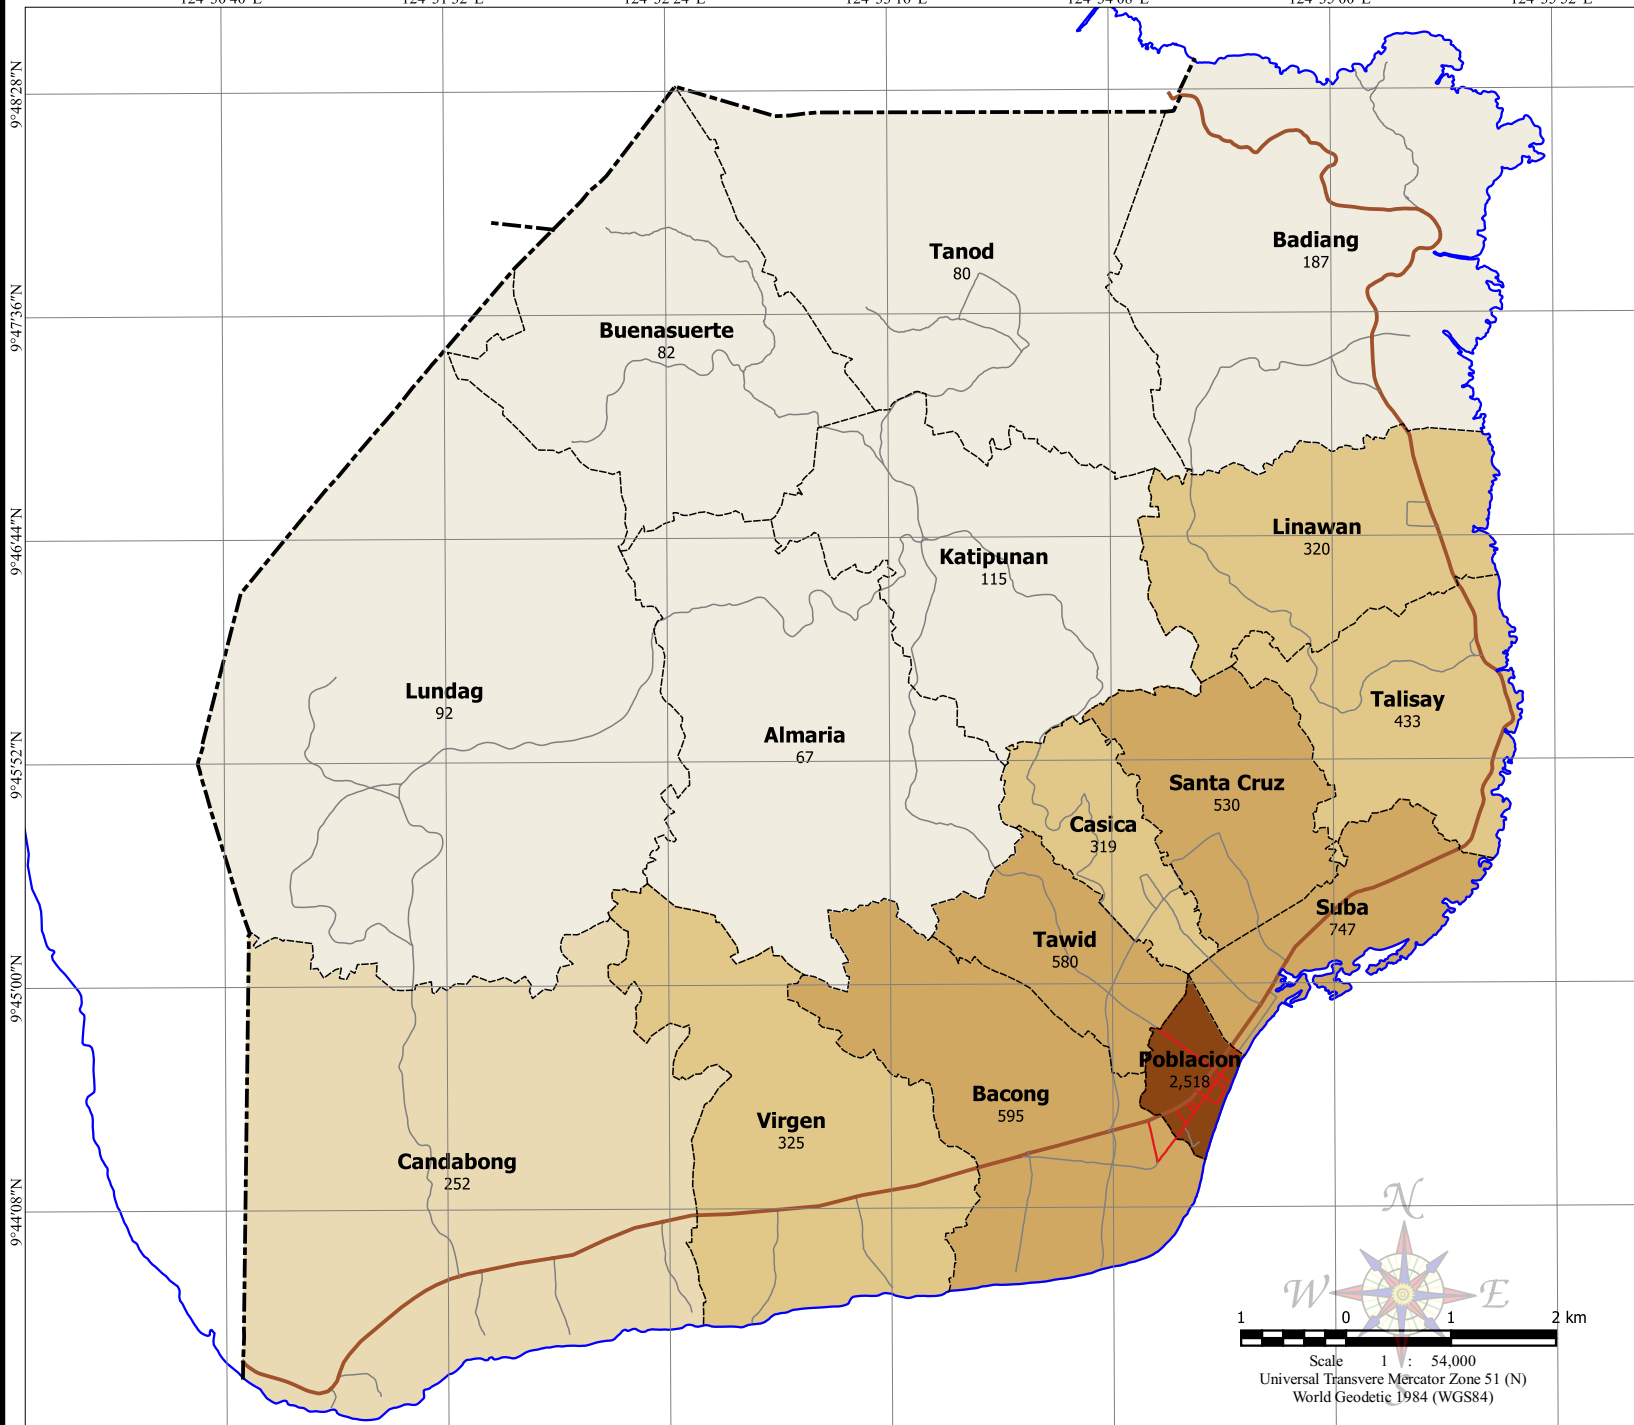 9°48'28"N
9°47'36"N
9°46'44"N
9°45'52"N
9°45'00"N
9°44'08"N
Tanod
80
Badiang
187
Buenasuerte
82
Linawan
320
Katipunan
115
Lundag
92
Talisay
433
Almaria
67
Santa Cruz
530
Casica
319
Suba
747
Tawid
580
Poblacion
2,518
Bacong
595
Virgen
325
Candabong
252
N
W
E
S
1 0 1 2 km
Scale 1 : 54,000
Universal Transvere Mercator Zone 51 (N)
World Geodetic 1984 (WGS84)